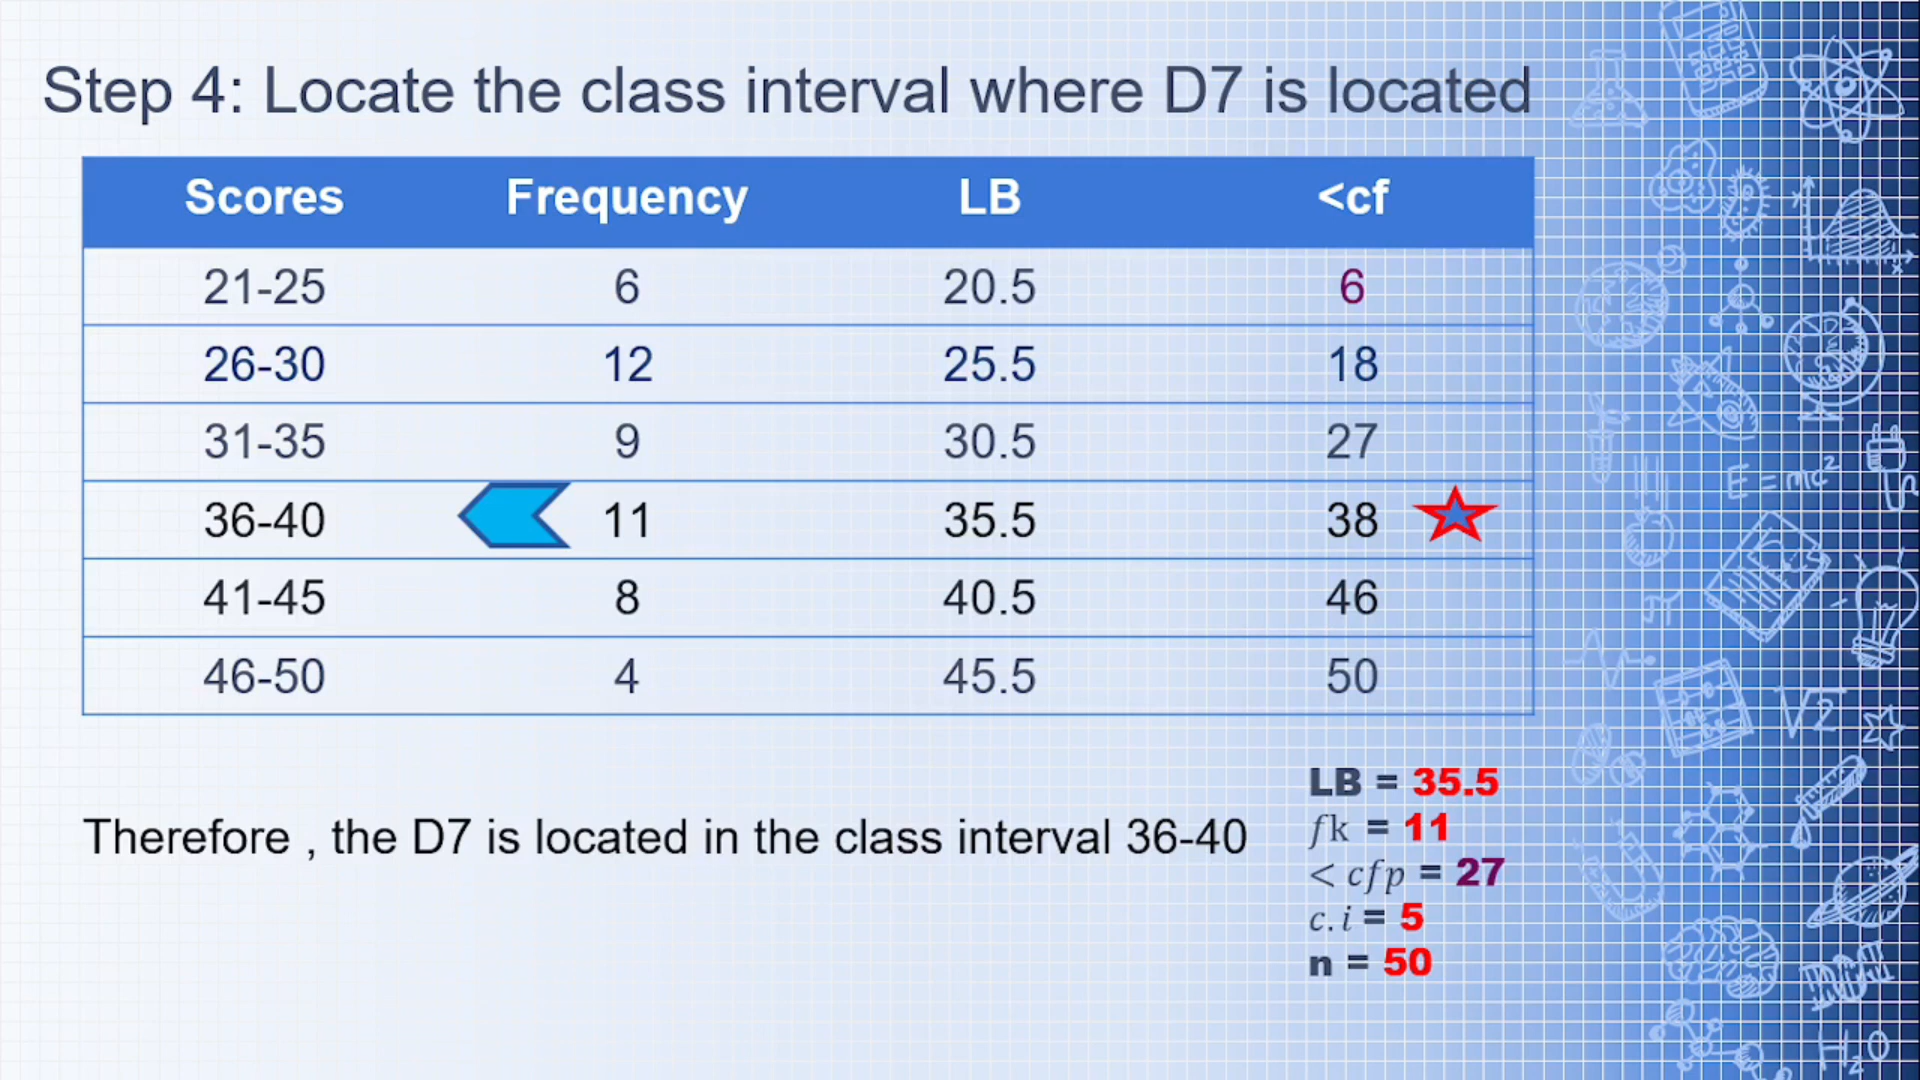 Step 4: Locate the class interval where D7 is located
Scores Frequency LB <cf
21-25 6 20.5 6
26-30 12 25.5 18
31-35 9 30.5 27
36-40 11 35.5 38
41-45 8 40.5 46
46-50 4 45.5 50
Therefore , the D7 is located in the class interval 36-40
LB = 35.5
fk = 11
< cfp = 27
c.i = 5
n = 50
E=mc²
π
√2
H₂O